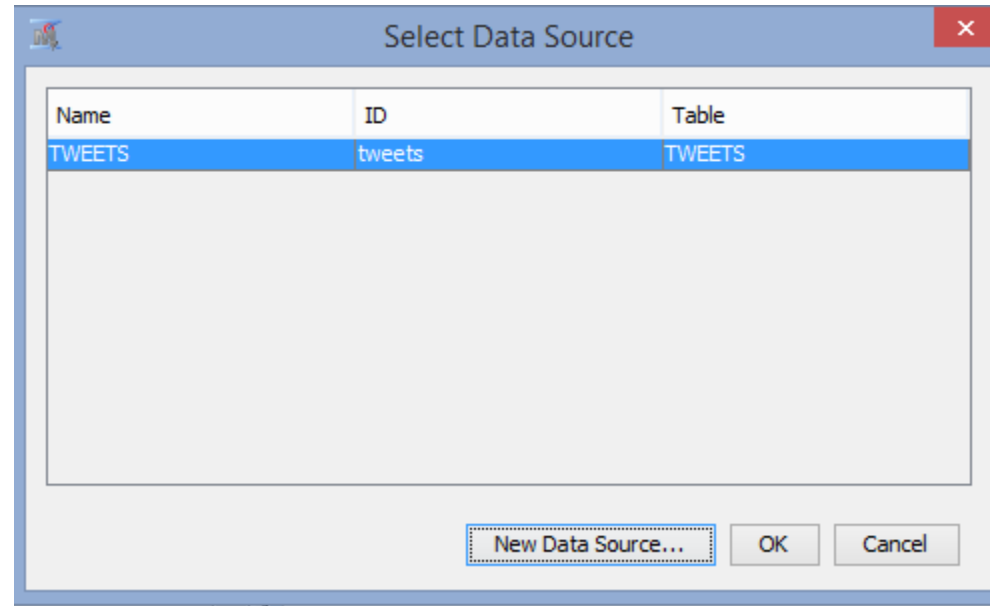 Select Data Source
Name ID Table
TWEETS tweets TWEETS
New Data Source... OK Cancel